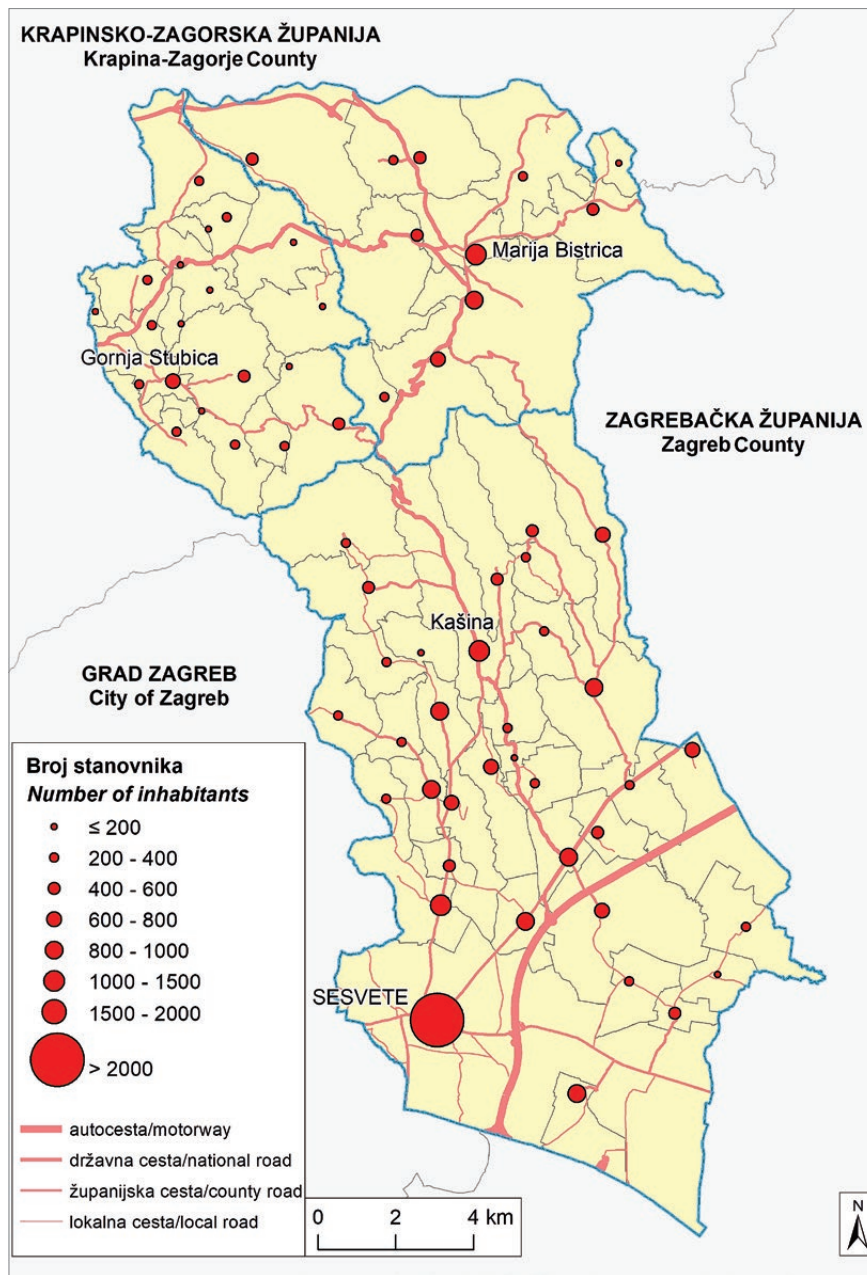 KRAPINSKO-ZAGORSKA ŽUPANIJA
Krapina-Zagorje County
Marija Bistrica
Gornja Stubica
ZAGREBAČKA ŽUPANIJA
Zagreb County
Kašina
GRAD ZAGREB
City of Zagreb
SESVETE
Broj stanovnika
Number of inhabitants
≤ 200
200 - 400
400 - 600
600 - 800
800 - 1000
1000 - 1500
1500 - 2000
> 2000
autocesta/motorway
državna cesta/national road
županijska cesta/county road
lokalna cesta/local road
0 2 4 km
N